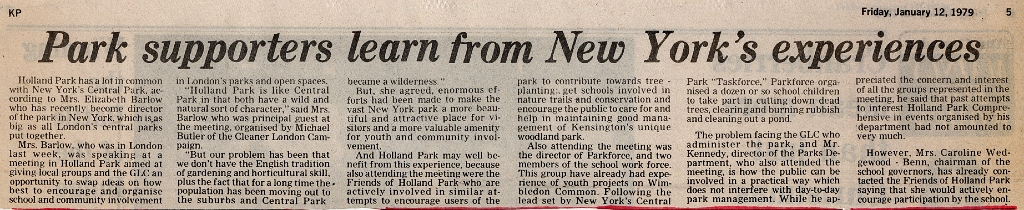 KP
Friday, January 12, 1979 5
Park supporters learn from New York's experiences
Holland Park has a lot in common
with New York's Central Park, ac-
cording to Mrs. Elizabeth Barlow
who has recently become director
of the park in New York, which is as
big as all London's central parks
put together.
Mrs. Barlow, who was in London
last week, was speaking at a
meeting in Holland Park aimed at
giving local groups and the GLC an
opportunity to swap ideas on how
best to encourage and organise
school and community involvement
in London's parks and open spaces.
"Holland Park is like Central
Park in that both have a wild and
natural sort of character," said Mrs.
Barlow, who was principal guest at
the meeting, organised by Michael
Butler of the Cleaner London Cam-
paign.
"But our problem has been that
we don't have the English tradition
of gardening and horticultural skill,
plus the fact that for a long time the
population has been moving out to
the suburbs and Central Park
became a wilderness."
But, she agreed, enormous ef-
forts had been made to make the
vast New York park a more beau-
tiful and attractive place for vi-
sitors and a more valuable amenity
for youth and community invol-
vement.
And Holland Park may well be-
nefit from this experience, because
also attending the meeting were the
Friends of Holland Park who are
actively involved in similar at-
tempts to encourage users of the
park to contribute towards tree -
planting, get schools involved in
nature trails and conservation and
encourage the public to care for and
help in maintaining good mana-
gement of Kensington's unique
woodland park.
Also attending the meeting was
the director of Parkforce, and two
members of the school work force.
This group have already had expe-
rience of youth projects on Wim-
bledon Common. Following the
lead set by New York's Central
Park "Taskforce," Parkforce orga-
nised a dozen or so school children
to take part in cutting down dead
trees, clearing and burning rubbish
and cleaning out a pond.
The problem facing the GLC who
administer the park, and Mr.
Kennedy, director of the Parks De-
partment, who also attended the
meeting, is how the public can be
involved in a practical way which
does not interfere with day-to-day
park management. While he ap-
preciated the concern and interest
of all the groups represented in the
meeting, he said that past attempts
to interest Holland Park Compre-
hensive in events organised by his
department had not amounted to
very much.
However, Mrs. Caroline Wed-
gewood - Benn, chairman of the
school governors, has already con-
tacted the Friends of Holland Park
saying that she would actively en-
courage participation by the school.